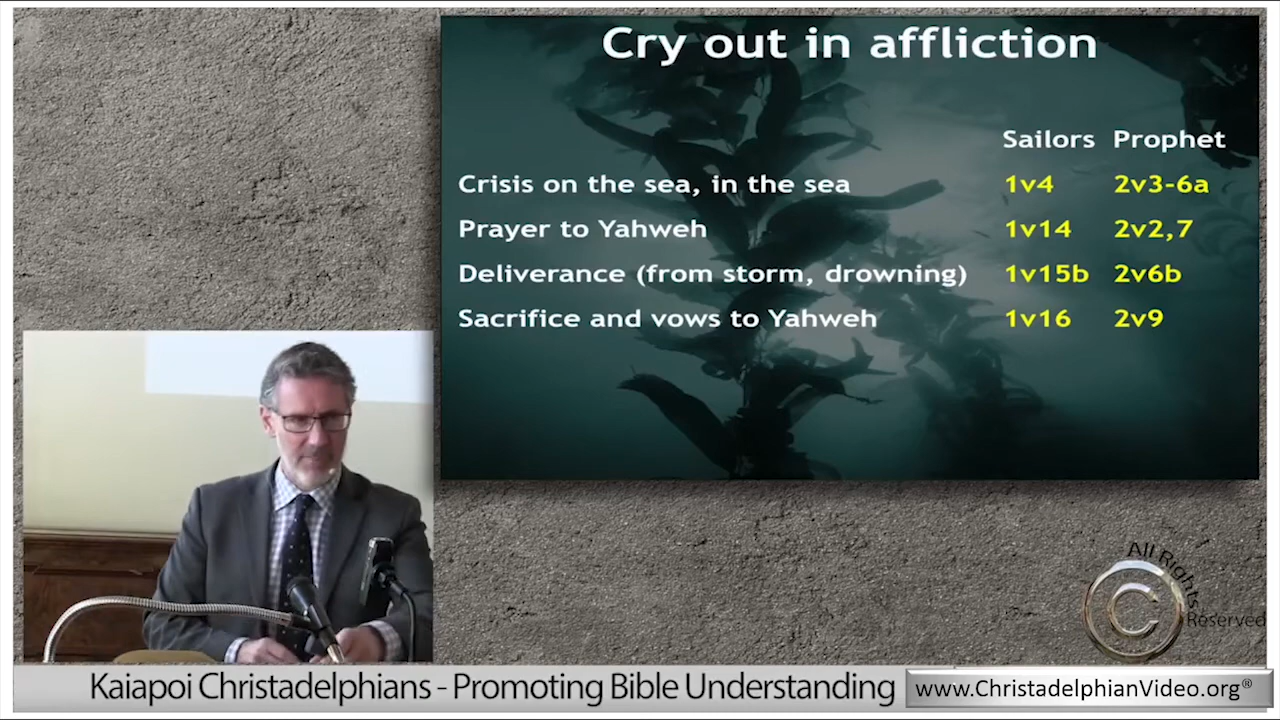 Cry out in affliction
Sailors Prophet
Crisis on the sea, in the sea 1v4 2v3-6a
Prayer to Yahweh 1v14 2v2,7
Deliverance (from storm, drowning) 1v15b 2v6b
Sacrifice and vows to Yahweh 1v16 2v9
All Rights
C
Reserved
Kaiapoi Christadelphians - Promoting Bible Understanding
www.ChristadelphianVideo.org®